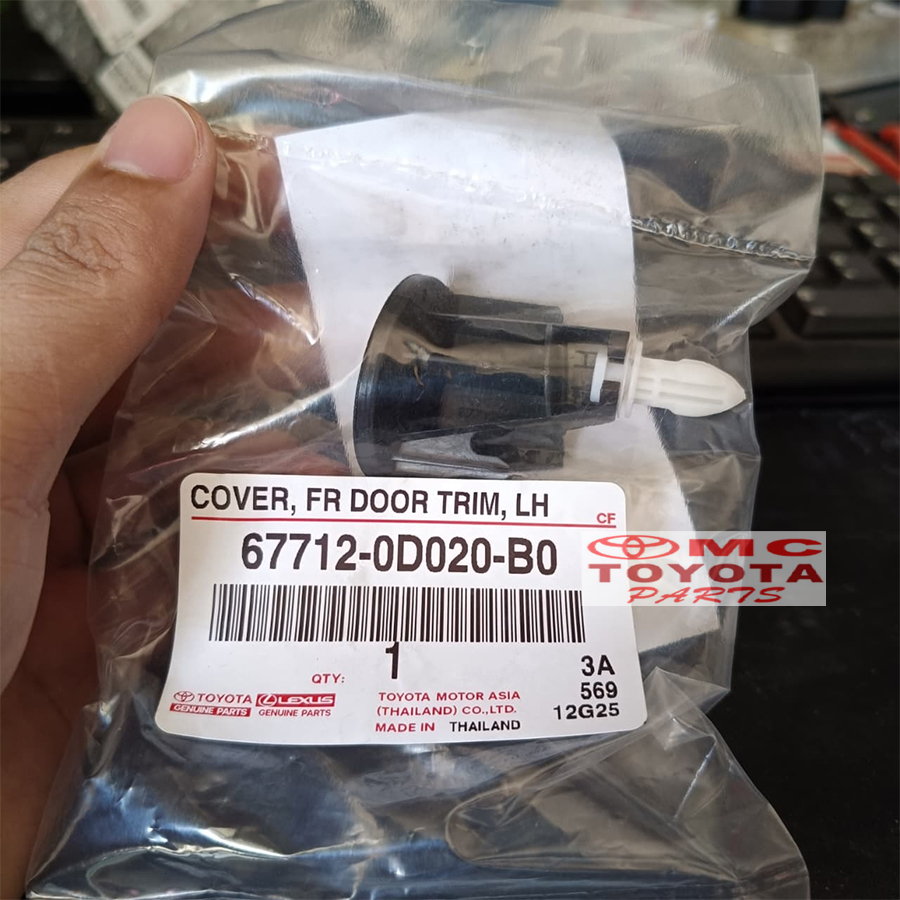 COVER, FR DOOR TRIM, LH
CF
67712-0D020-B0
OMC
TOYOTA
PARTS
QTY: 1
3A
569
12G25
TOYOTA
GENUINE PARTS
LEXUS
GENUINE PARTS
TOYOTA MOTOR ASIA
(THAILAND) CO.,LTD.
MADE IN THAILAND